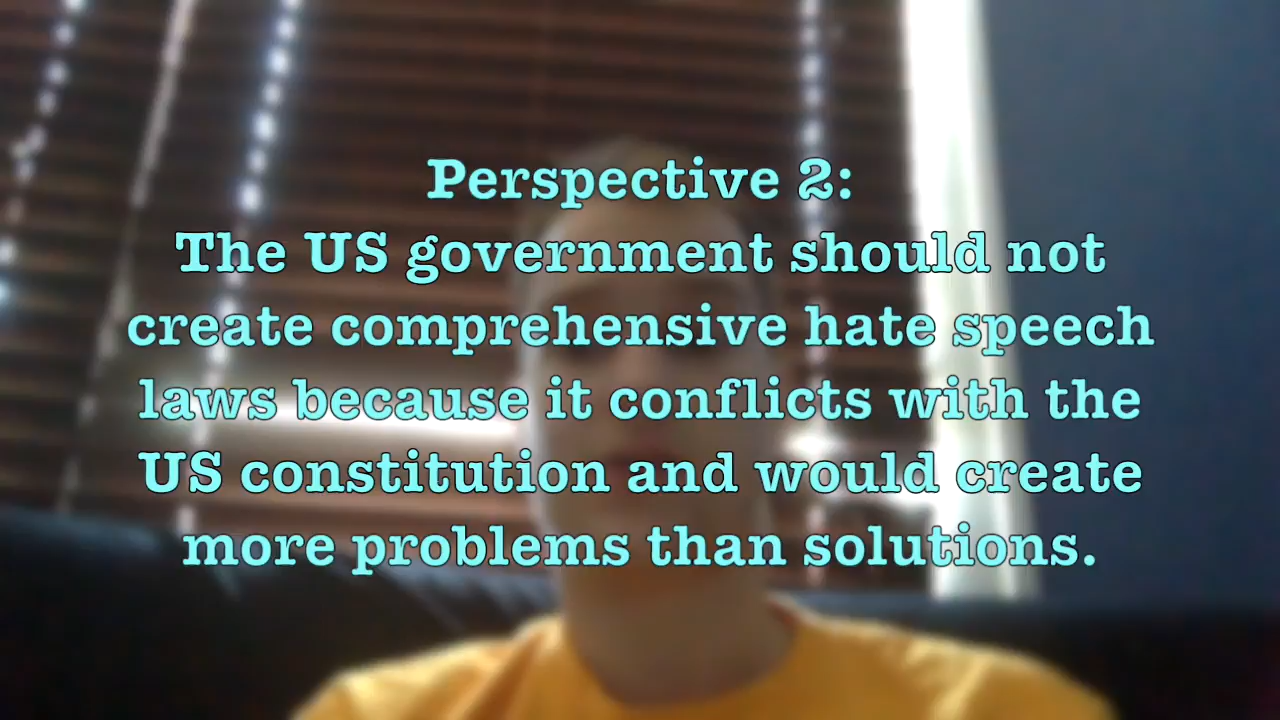 Perspective 2:
The US government should not
create comprehensive hate speech
laws because it conflicts with the
US constitution and would create
more problems than solutions.